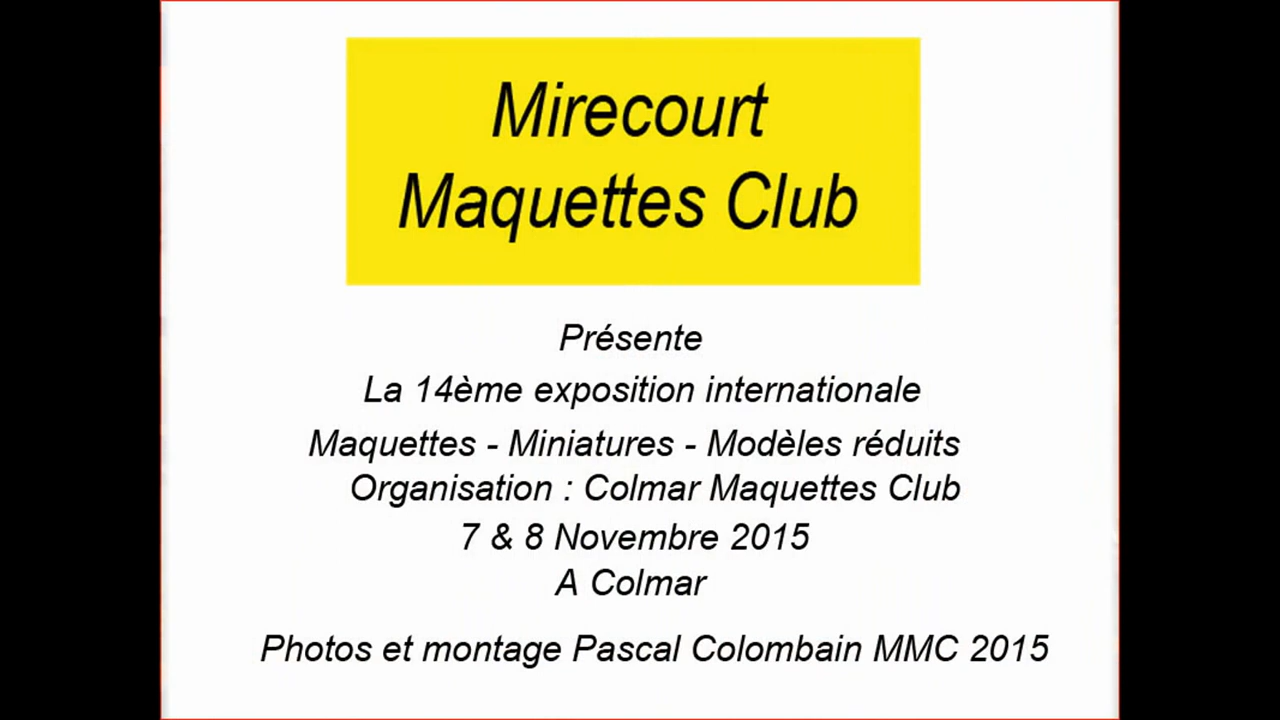 Mirecourt
Maquettes Club
Présente
La 14ème exposition internationale
Maquettes - Miniatures - Modèles réduits
Organisation : Colmar Maquettes Club
7 & 8 Novembre 2015
A Colmar
Photos et montage Pascal Colombain MMC 2015